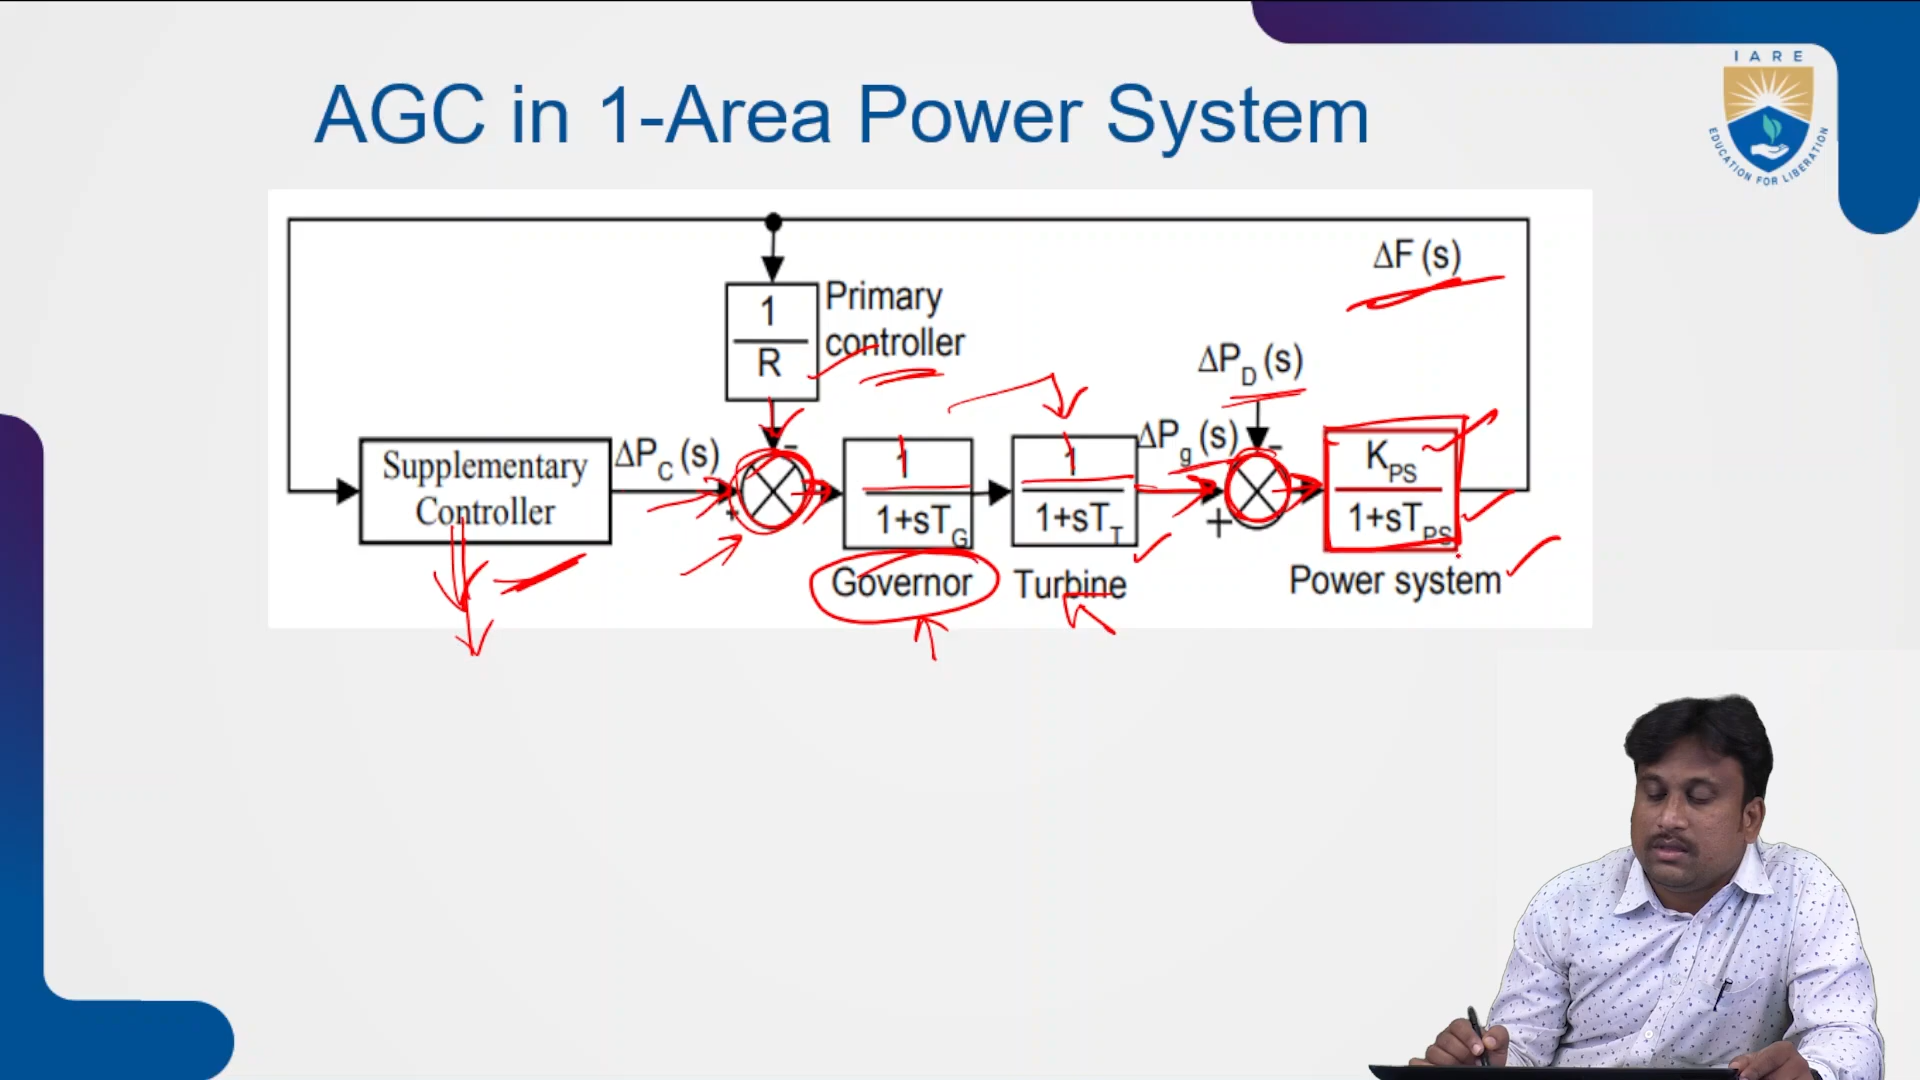 IARE
EDUCATION FOR LIBERATION
AGC in 1-Area Power System
ΔF (s)
1
R
Primary
controller
ΔP_D (s)
Supplementary
Controller
ΔP_C (s)
-
+
1
1+sT_G
Governor
1
1+sT_T
Turbine
ΔP_g (s)
-
+
K_PS
1+sT_PS
Power system